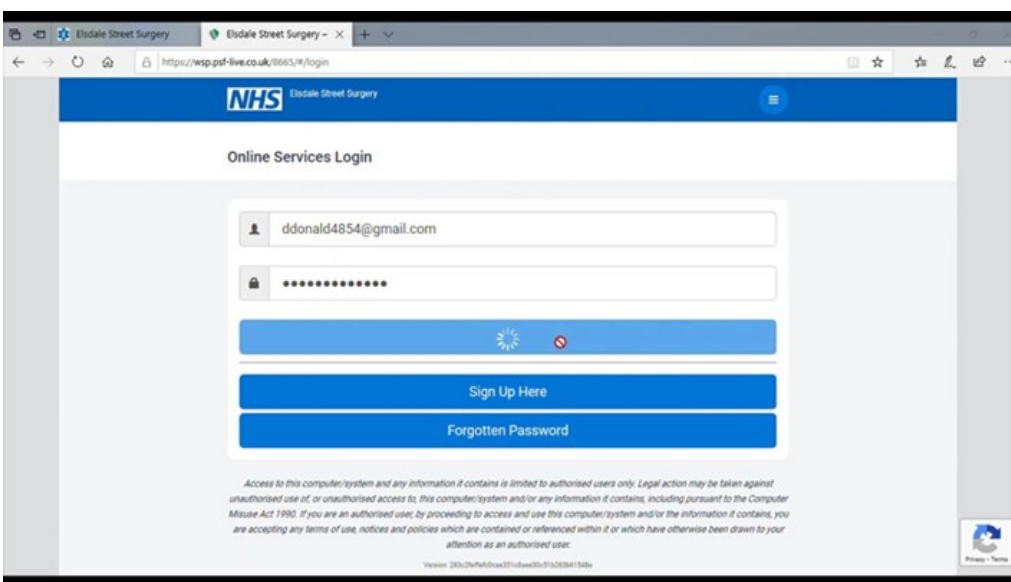 Elsdale Street Surgery
Elsdale Street Surgery –
https://wsp.psf-live.co.uk/8665/#/login
NHS Elsdale Street Surgery
Online Services Login
ddonald4854@gmail.com
•••••••••••••
Sign Up Here
Forgotten Password
Access to this computer/system and any information it contains is limited to authorised users only. Legal action may be taken against
unauthorised use of, or unauthorised access to, this computer/system and/or any information it contains, including pursuant to the Computer
Misuse Act 1990. If you are an authorised user, by proceeding to access and use this computer/system and/or the information it contains, you
are accepting any terms of use, notices and policies which are contained or referenced within it or which have otherwise been drawn to your
attention as an authorised user.
Version:
Privacy - Terms